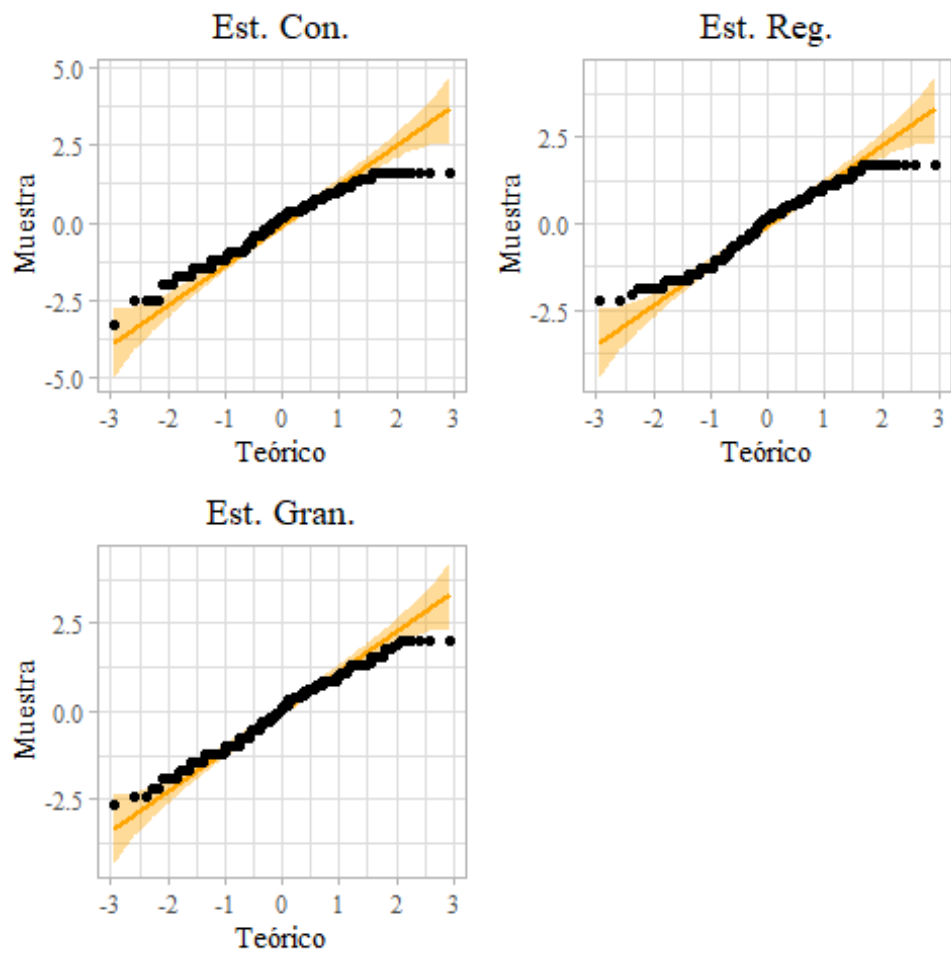 Est. Con.
5.0
2.5
0.0
-2.5
-5.0
Muestra
-3 -2 -1 0 1 2 3
Teórico
Est. Reg.
2.5
0.0
-2.5
Muestra
-3 -2 -1 0 1 2 3
Teórico
Est. Gran.
2.5
0.0
-2.5
Muestra
-3 -2 -1 0 1 2 3
Teórico